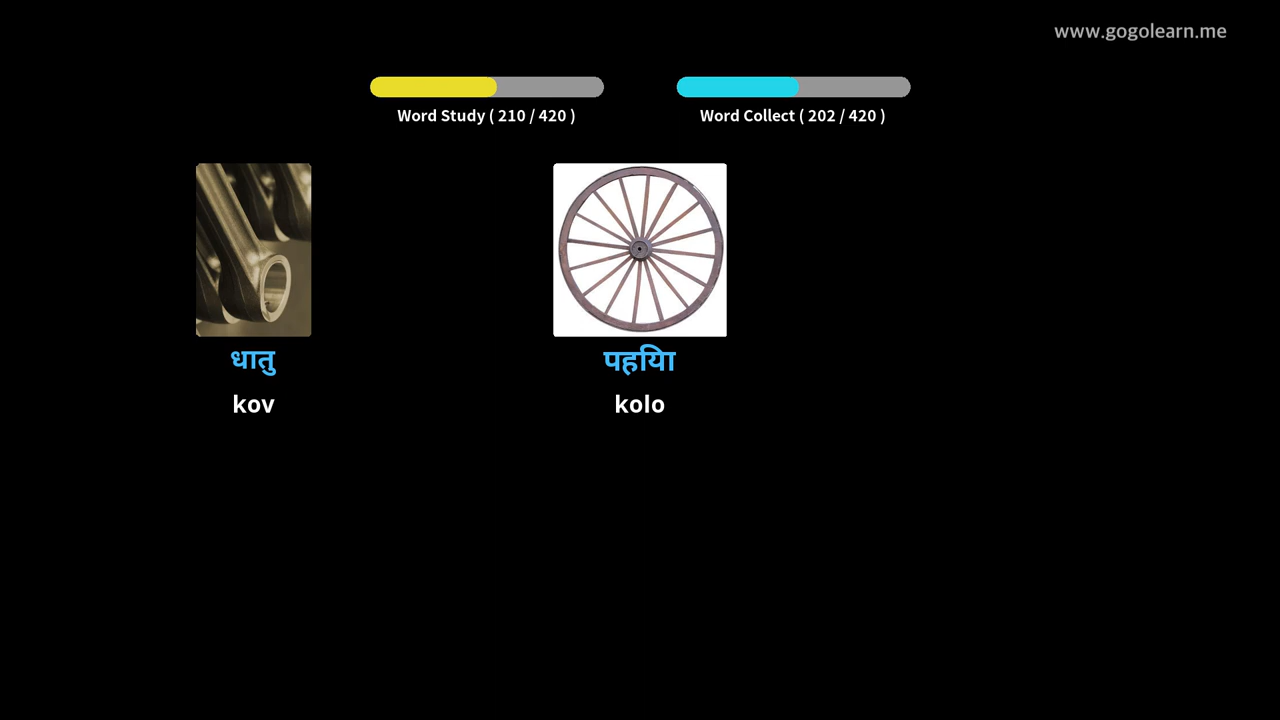 www.gogolearn.me
Word Study ( 210 / 420 )
Word Collect ( 202 / 420 )
धातु
पहिया
kov
kolo